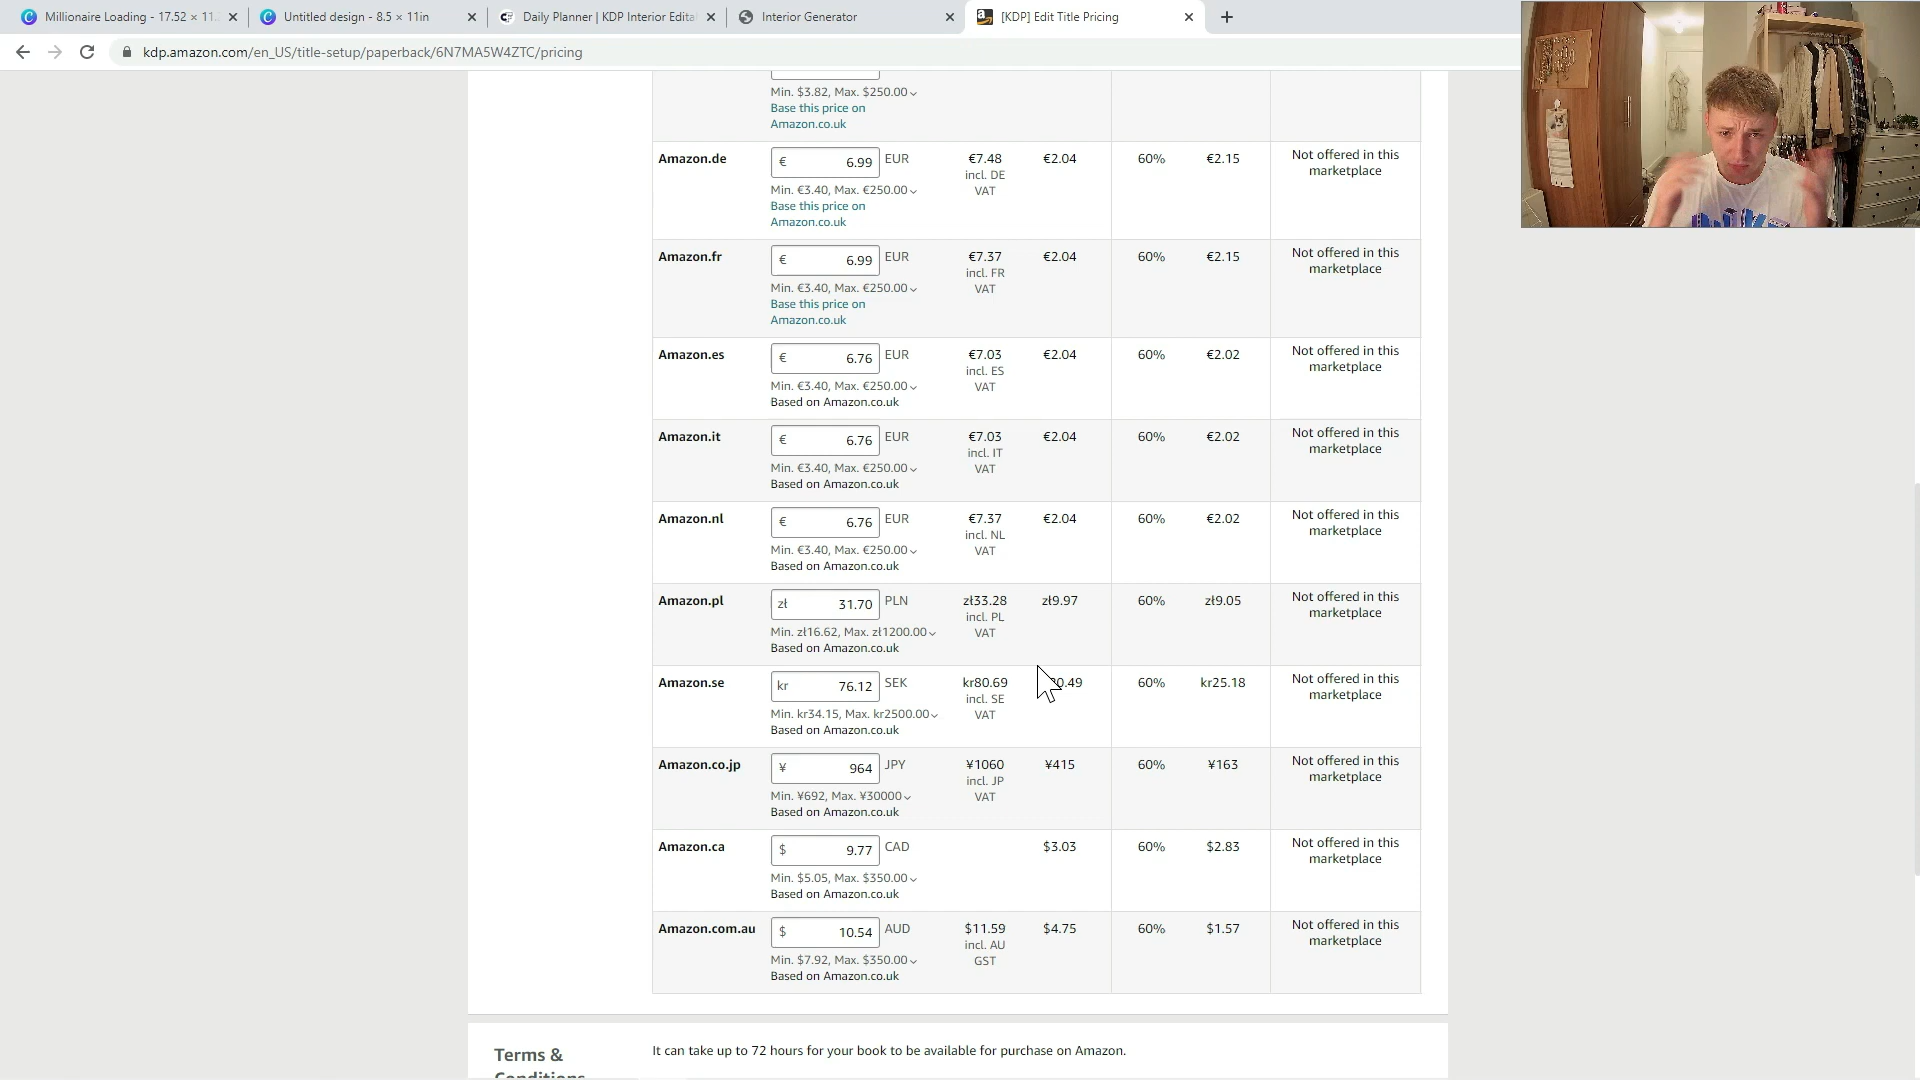 Millionaire Loading - 17.52 × 11.
Untitled design - 8.5 × 11in
Daily Planner | KDP Interior Edita
Interior Generator
[KDP] Edit Title Pricing
kdp.amazon.com/en_US/title-setup/paperback/6N7MA5W4ZTC/pricing
Min. $3.82, Max. $250.00
Base this price on
Amazon.co.uk
Amazon.de € 6.99 EUR €7.48 €2.04 60% €2.15 Not offered in this
incl. DE marketplace
Min. €3.40, Max. €250.00 VAT
Base this price on
Amazon.co.uk
Amazon.fr € 6.99 EUR €7.37 €2.04 60% €2.15 Not offered in this
incl. FR marketplace
Min. €3.40, Max. €250.00 VAT
Base this price on
Amazon.co.uk
Amazon.es € 6.76 EUR €7.03 €2.04 60% €2.02 Not offered in this
incl. ES marketplace
Min. €3.40, Max. €250.00 VAT
Based on Amazon.co.uk
Amazon.it € 6.76 EUR €7.03 €2.04 60% €2.02 Not offered in this
incl. IT marketplace
Min. €3.40, Max. €250.00 VAT
Based on Amazon.co.uk
Amazon.nl € 6.76 EUR €7.37 €2.04 60% €2.02 Not offered in this
incl. NL marketplace
Min. €3.40, Max. €250.00 VAT
Based on Amazon.co.uk
Amazon.pl zł 31.70 PLN zł33.28 zł9.97 60% zł9.05 Not offered in this
incl. PL marketplace
Min. zł16.62, Max. zł1200.00 VAT
Based on Amazon.co.uk
Amazon.se kr 76.12 SEK kr80.69 0.49 60% kr25.18 Not offered in this
incl. SE marketplace
Min. kr34.15, Max. kr2500.00 VAT
Based on Amazon.co.uk
Amazon.co.jp ¥ 964 JPY ¥1060 ¥415 60% ¥163 Not offered in this
incl. JP marketplace
Min. ¥692, Max. ¥30000 VAT
Based on Amazon.co.uk
Amazon.ca $ 9.77 CAD $3.03 60% $2.83 Not offered in this
marketplace
Min. $5.05, Max. $350.00
Based on Amazon.co.uk
Amazon.com.au $ 10.54 AUD $11.59 $4.75 60% $1.57 Not offered in this
incl. AU marketplace
Min. $7.92, Max. $350.00 GST
Based on Amazon.co.uk
Terms & It can take up to 72 hours for your book to be available for purchase on Amazon.
Conditions